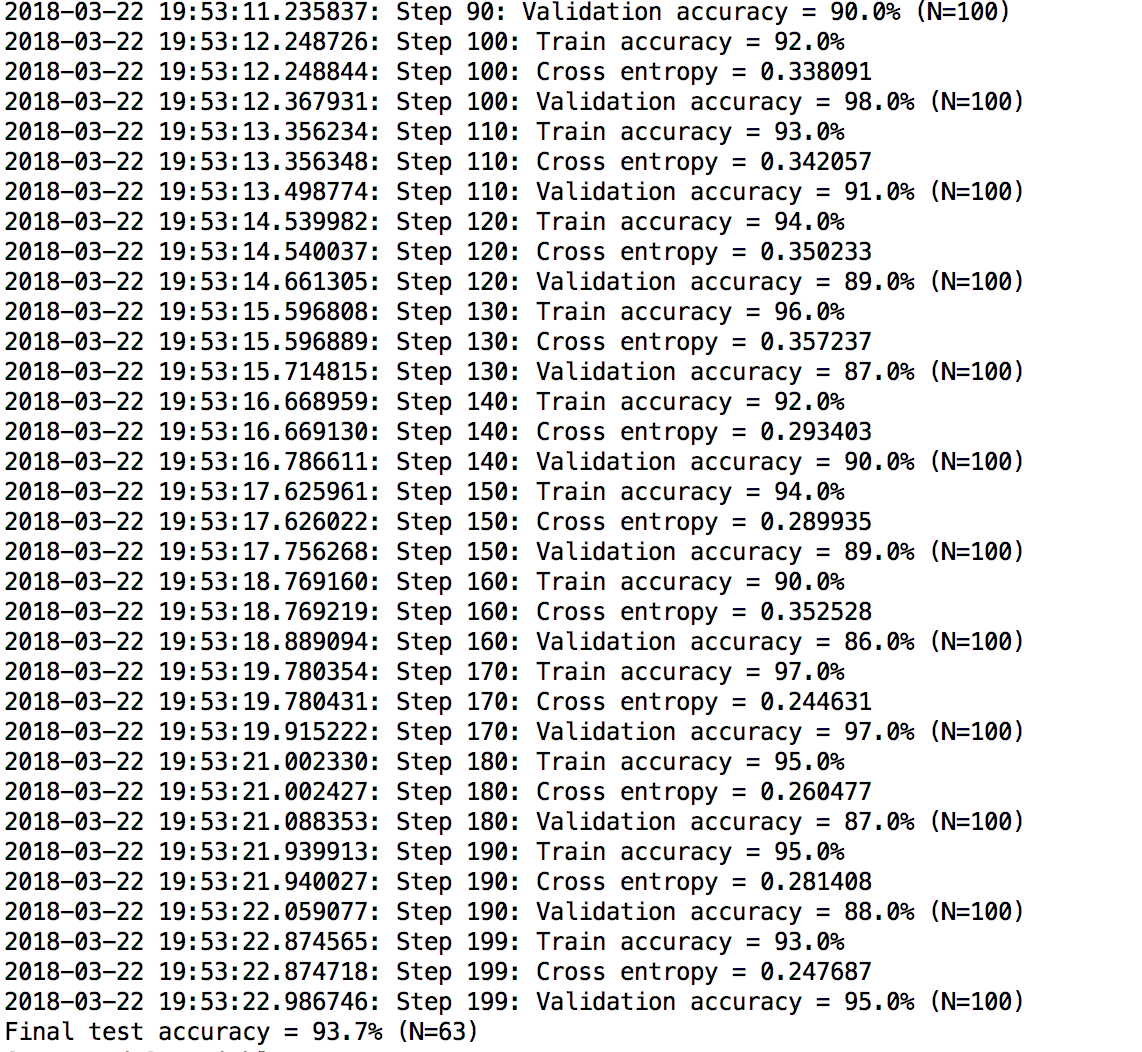 2018-03-22 19:53:11.235837: Step 90: Validation accuracy = 90.0% (N=100)
2018-03-22 19:53:12.248726: Step 100: Train accuracy = 92.0%
2018-03-22 19:53:12.248844: Step 100: Cross entropy = 0.338091
2018-03-22 19:53:12.367931: Step 100: Validation accuracy = 98.0% (N=100)
2018-03-22 19:53:13.356234: Step 110: Train accuracy = 93.0%
2018-03-22 19:53:13.356348: Step 110: Cross entropy = 0.342057
2018-03-22 19:53:13.498774: Step 110: Validation accuracy = 91.0% (N=100)
2018-03-22 19:53:14.539982: Step 120: Train accuracy = 94.0%
2018-03-22 19:53:14.540037: Step 120: Cross entropy = 0.350233
2018-03-22 19:53:14.661305: Step 120: Validation accuracy = 89.0% (N=100)
2018-03-22 19:53:15.596808: Step 130: Train accuracy = 96.0%
2018-03-22 19:53:15.596889: Step 130: Cross entropy = 0.357237
2018-03-22 19:53:15.714815: Step 130: Validation accuracy = 87.0% (N=100)
2018-03-22 19:53:16.668959: Step 140: Train accuracy = 92.0%
2018-03-22 19:53:16.669130: Step 140: Cross entropy = 0.293403
2018-03-22 19:53:16.786611: Step 140: Validation accuracy = 90.0% (N=100)
2018-03-22 19:53:17.625961: Step 150: Train accuracy = 94.0%
2018-03-22 19:53:17.626022: Step 150: Cross entropy = 0.289935
2018-03-22 19:53:17.756268: Step 150: Validation accuracy = 89.0% (N=100)
2018-03-22 19:53:18.769160: Step 160: Train accuracy = 90.0%
2018-03-22 19:53:18.769219: Step 160: Cross entropy = 0.352528
2018-03-22 19:53:18.889094: Step 160: Validation accuracy = 86.0% (N=100)
2018-03-22 19:53:19.780354: Step 170: Train accuracy = 97.0%
2018-03-22 19:53:19.780431: Step 170: Cross entropy = 0.244631
2018-03-22 19:53:19.915222: Step 170: Validation accuracy = 97.0% (N=100)
2018-03-22 19:53:21.002330: Step 180: Train accuracy = 95.0%
2018-03-22 19:53:21.002427: Step 180: Cross entropy = 0.260477
2018-03-22 19:53:21.088353: Step 180: Validation accuracy = 87.0% (N=100)
2018-03-22 19:53:21.939913: Step 190: Train accuracy = 95.0%
2018-03-22 19:53:21.940027: Step 190: Cross entropy = 0.281408
2018-03-22 19:53:22.059077: Step 190: Validation accuracy = 88.0% (N=100)
2018-03-22 19:53:22.874565: Step 199: Train accuracy = 93.0%
2018-03-22 19:53:22.874718: Step 199: Cross entropy = 0.247687
2018-03-22 19:53:22.986746: Step 199: Validation accuracy = 95.0% (N=100)
Final test accuracy = 93.7% (N=63)